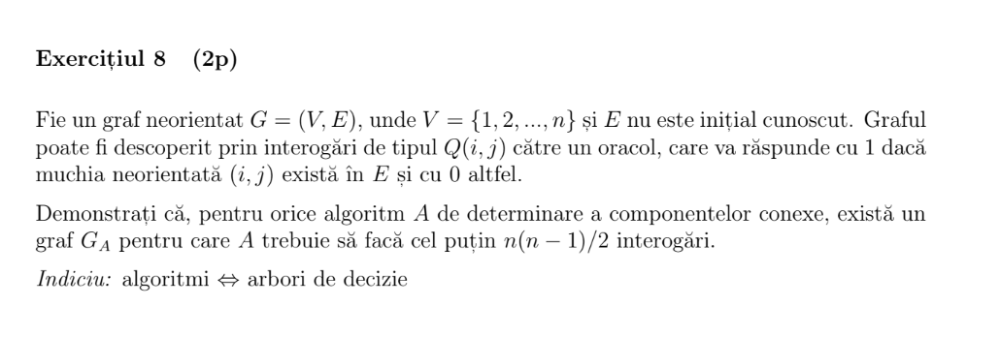 Exercițiul 8 (2p)
Fie un graf neorientat G = (V, E), unde V = {1, 2, ..., n} și E nu este inițial cunoscut. Graful
poate fi descoperit prin interogări de tipul Q(i, j) către un oracol, care va răspunde cu 1 dacă
muchia neorientată (i, j) există în E și cu 0 altfel.
Demonstrați că, pentru orice algoritm A de determinare a componentelor conexe, există un
graf G_A pentru care A trebuie să facă cel puțin n(n − 1)/2 interogări.
Indiciu: algoritmi ⇔ arbori de decizie